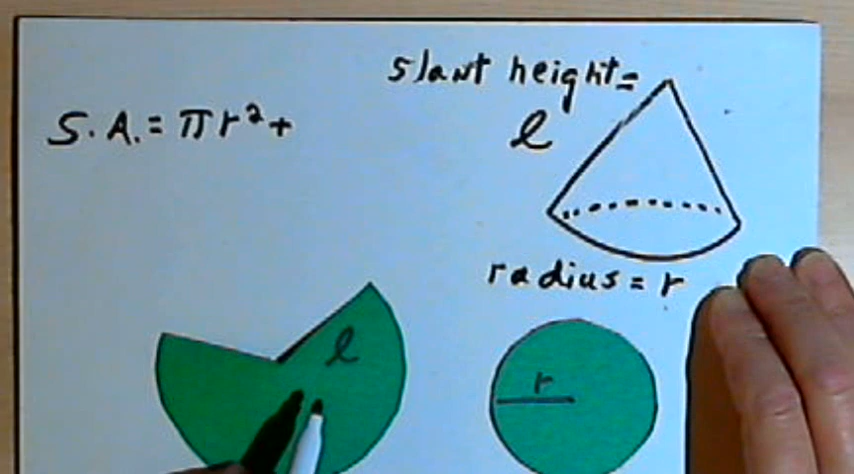 slant height =
l
S.A. = πr²+
radius = r
l
r